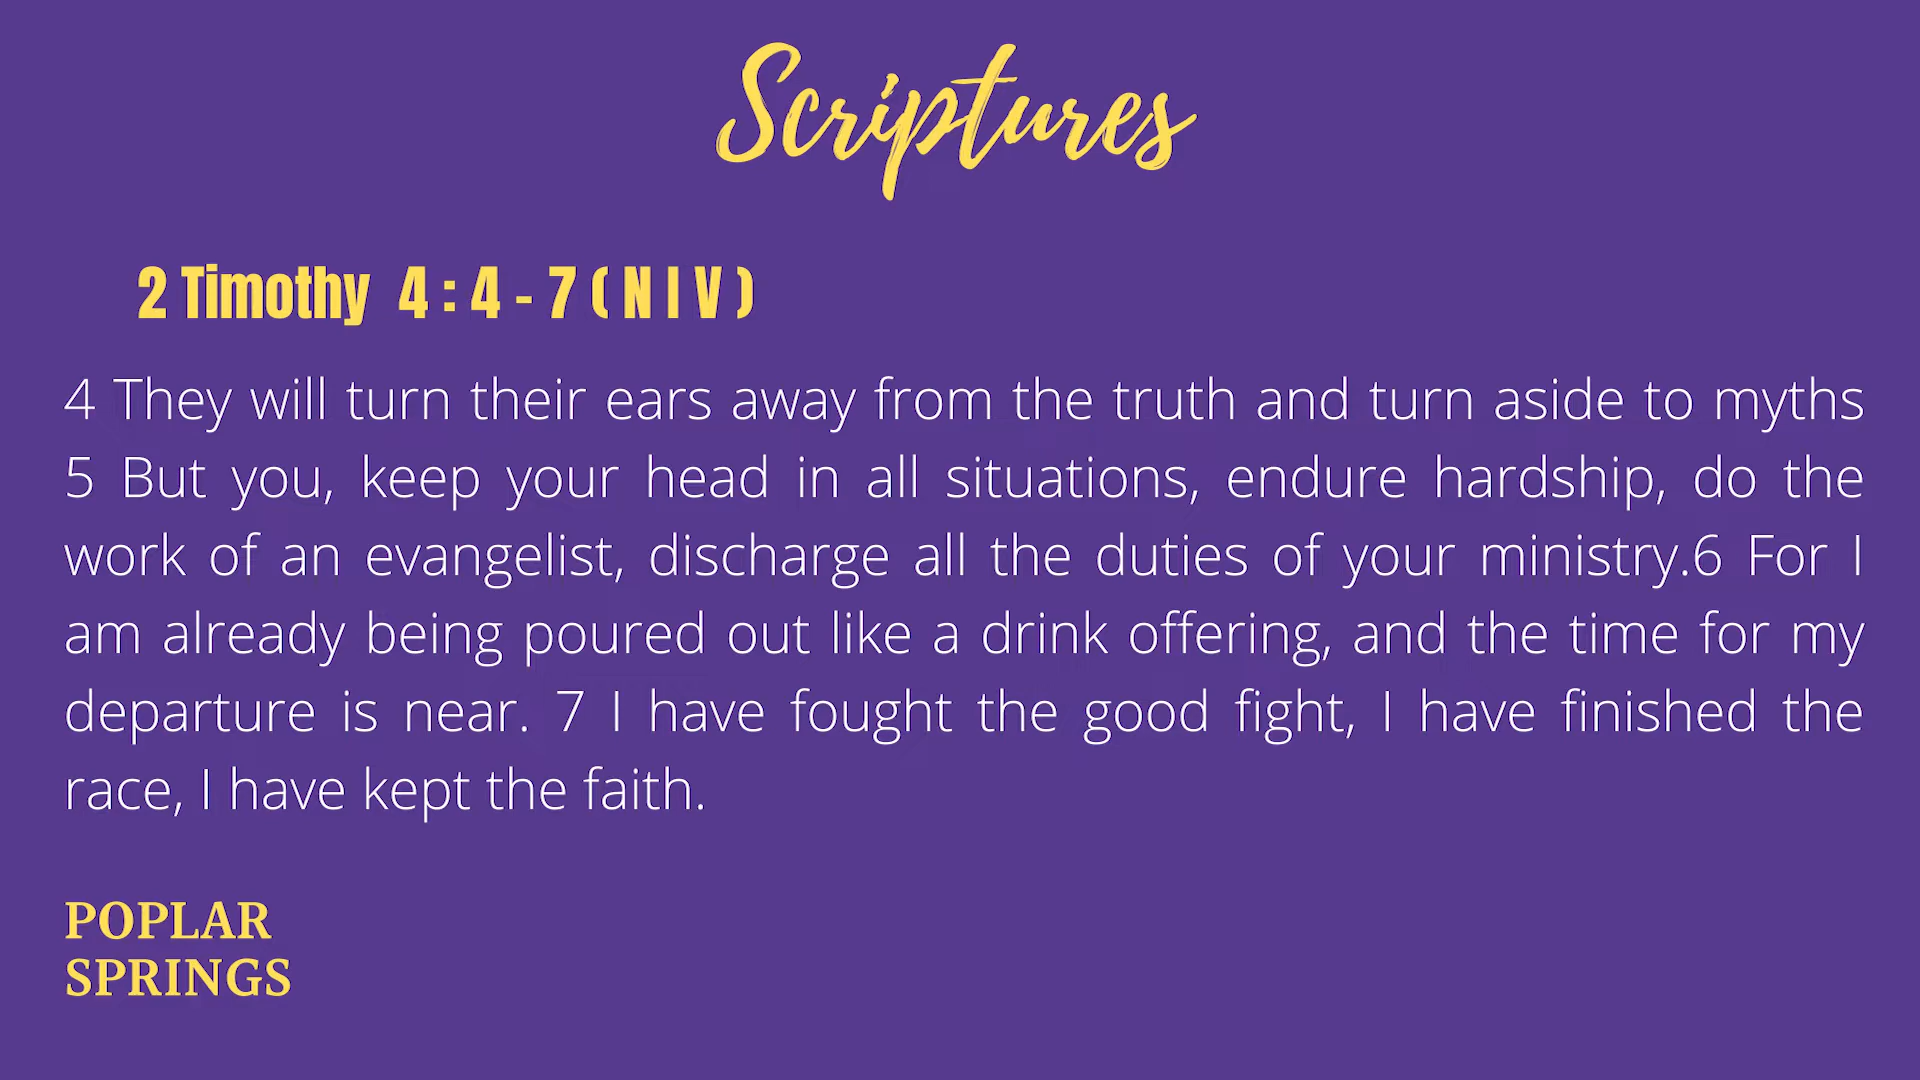 Scriptures
2 Timothy 4:4-7(NIV)
4 They will turn their ears away from the truth and turn aside to myths
5 But you, keep your head in all situations, endure hardship, do the
work of an evangelist, discharge all the duties of your ministry.6 For I
am already being poured out like a drink offering, and the time for my
departure is near. 7 I have fought the good fight, I have finished the
race, I have kept the faith.
POPLAR
SPRINGS